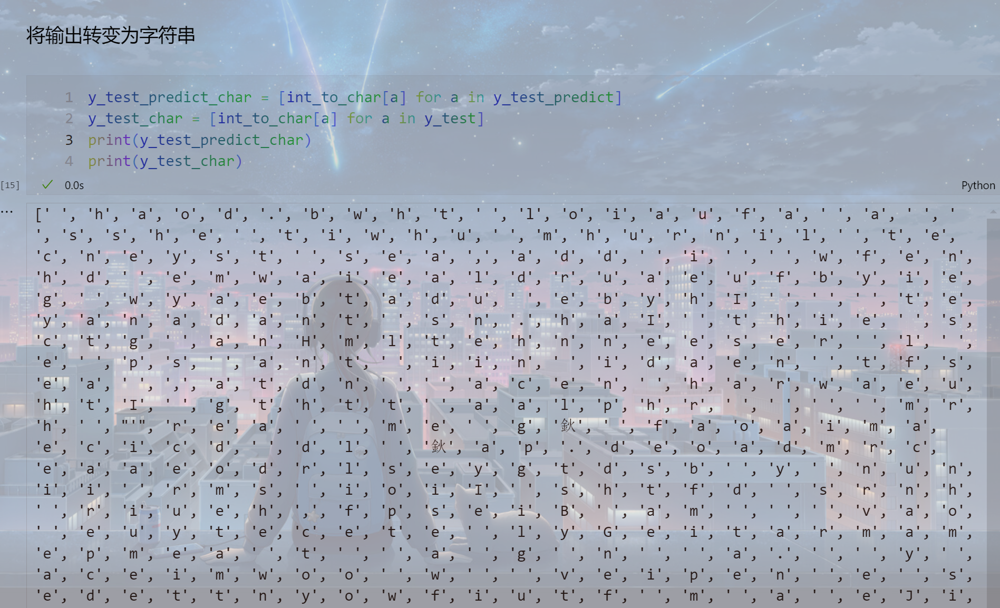 将输出转变为字符串
1 y_test_predict_char = [int_to_char[a] for a in y_test_predict]
2 y_test_char = [int_to_char[a] for a in y_test]
3 print(y_test_predict_char)
4 print(y_test_char)
[15] ✓ 0.0s Python
... [' ', 'h', 'a', 'o', 'd', '.', 'b', 'w', 'h', 't', ' ', 'l', 'o', 'i', 'a', 'u', 'f', 'a', ' ', 'a', ' ', '
', 's', 's', 'h', 'e', ' ', 't', 'i', 'w', 'h', 'u', ' ', 'm', 'h', 'u', 'r', 'n', 'i', 'l', ' ', 't', 'e',
'c', 'n', 'e', 'y', 's', 't', ' ', 's', 'e', 'a', ',', 'a', 'd', 'd', ' ', 'i', ' ', ' ', 'w', 'f', 'e', 'n',
'h', 'd', ' ', 'e', 'm', 'w', 'a', 'i', 'e', 'a', 'l', 'd', 'r', 'u', 'a', 'e', 'u', 'f', 'b', 'y', 'i', 'e',
'g', ' ', 'w', 'y', 'a', 'e', 'b', 't', 'a', 'd', 'u', ' ', 'e', 'b', 'y', 'h', 'I', ' ', ' ', ' ', 't', 'e',
'y', 'a', 'n', 'a', 'd', 'a', 'n', 't', ' ', 's', 'n', '.', 'h', 'a', 'I', ' ', 't', 'h', 'i', 'e', ' ', 's',
'c', 't', 'g', ' ', 'a', 'n', 'H', 'm', 'l', 't', 'e', 'h', 'n', 'n', 'e', 'e', 's', 'e', 'r', ' ', 'l', ' ',
'e', ' ', 'p', 's', ' ', 'a', 'n', 't', ' ', 'i', 'i', 'n', ' ', 'i', 'd', 'a', 'e', 'n', ' ', 't', 'f', 's',
'e', 'a', ' ', ',', 'a', 't', 'd', 'n', ' ', ' ', 'a', 'c', 'e', 'n', ' ', 'h', 'a', 'r', 'w', 'a', 'e', 'u',
'h', 't', 'I', ' ', 'g', 't', 'h', 't', 't', ' ', 'a', 'a', 'l', 'p', 'h', 'r', ' ', ' ', ' ', ' ', 'm', 'r',
'h', ' ', "'", 'r', 'e', 'a', ' ', ' ', 'm', 'e', ' ', 'g', '鈥', ' ', 'f', 'a', 'o', 'a', 'i', 'm', 'a',
'e', 'c', 'i', 'c', 'd', ' ', 'd', 'l', ' ', '鈥', 'a', 'p', '.', 'd', 'e', 'o', 'a', 'd', 'm', 'r', 'c',
'e', 'a', 'a', 'e', 'o', 'd', 'r', 'l', 's', 'e', 'y', 'g', 't', 'd', 's', 'b', ' ', 'y', ' ', 'n', 'u', 'n',
'i', 'i', ' ', 'r', 'm', 's', ' ', 'i', 'o', 'i', 'I', ' ', 's', 'h', 't', 'f', 'd', ' ', 's', 'r', 'n', 'h',
' ', 'r', 'i', 'u', 'e', 'h', ',', 'f', 'p', 's', 'e', 'i', 'B', ' ', 'a', 'm', ' ', ' ', ' ', 'v', 'a', 'o',
' ', 'e', 'u', 'y', 't', 'e', 'c', 'e', 't', 'e', ' ', 'l', 'y', 'G', 'e', 'i', 't', 'a', 'r', 'm', 'a', 'm',
'e', 'p', 'm', 'e', 'a', ' ', 't', ' ', ' ', 'a', ' ', 'g', ' ', 'n', ' ', ' ', 'a', '.', ' ', ' ', 'y', ' ',
'a', 'c', 'e', 'i', 'm', 'w', 'o', 'o', ' ', 'w', ' ', ' ', 'v', 'e', 'i', 'p', 'e', 'n', ' ', 'e', ' ', 's',
'e', 'd', 'e', 't', 't', 'n', 'y', 'o', 'w', 'f', 'i', 'u', 't', 'f', ' ', 'm', ' ', 'a', ' ', 'e', 'J', 'i',